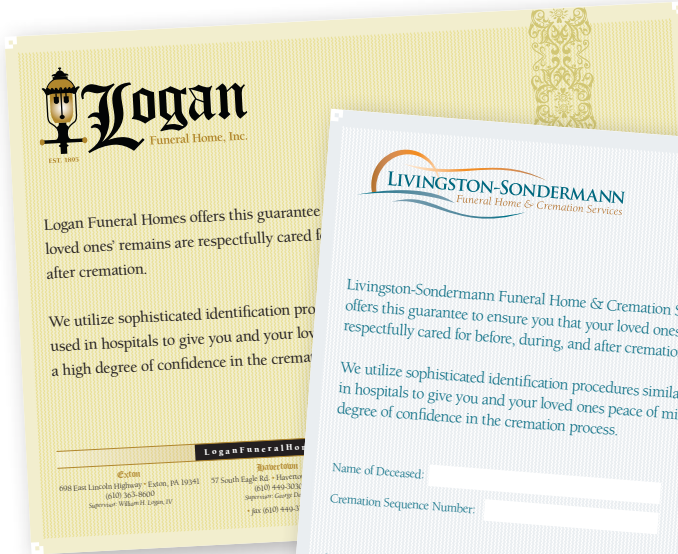 Logan
Funeral Home, Inc.
EST. 1895
Logan Funeral Homes offers this guarantee
loved ones' remains are respectfully cared
after cremation.
We utilize sophisticated identification
used in hospitals to give you and your
a high degree of confidence in the
LoganFuneralHo
Exton
698 East Lincoln Highway • Exton, PA 19341
(610) 363-8600
Supervisor: William H. Logan, IV
Havertown
57 South Eagle Rd. •
(610) 449-3030
Supervisor: George
• fax (610) 449-3
LIVINGSTON-SONDERMANN
Funeral Home & Cremation Services
Livingston-Sondermann Funeral Home & Cremation S
offers this guarantee to ensure you that your loved ones
respectfully cared for before, during, and after crematio
We utilize sophisticated identification procedures simila
in hospitals to give you and your loved ones peace of mi
degree of confidence in the cremation process.
Name of Deceased:
Cremation Sequence Number: